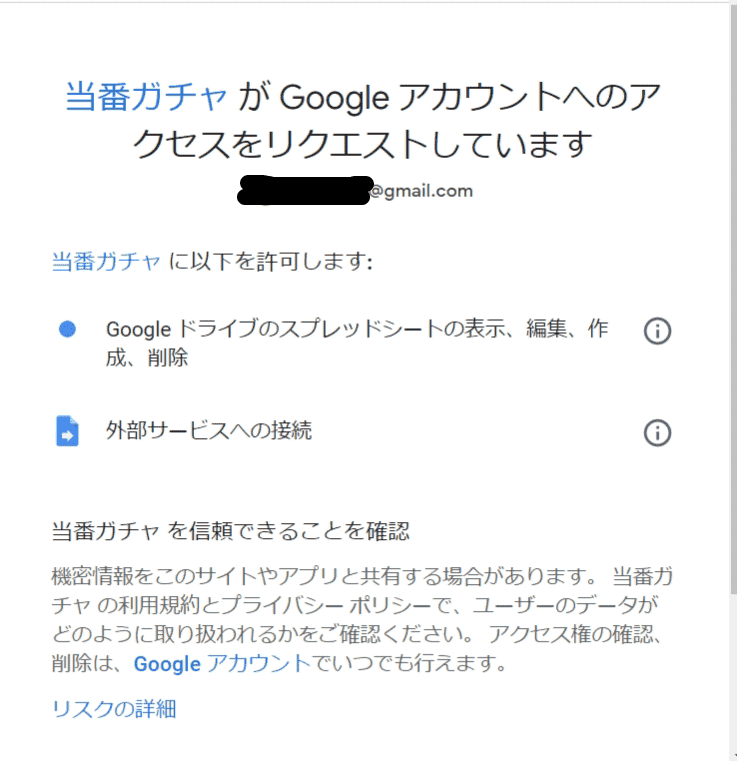 当番ガチャ が Google アカウントへのア
クセスをリクエストしています
@gmail.com
当番ガチャ に以下を許可します:
Google ドライブのスプレッドシートの表示、編集、作
成、削除
外部サービスへの接続
当番ガチャ を信頼できることを確認
機密情報をこのサイトやアプリと共有する場合があります。 当番ガ
チャ の利用規約とプライバシー ポリシーで、ユーザーのデータが
どのように取り扱われるかをご確認ください。 アクセス権の確認、
削除は、Google アカウントでいつでも行えます。
リスクの詳細